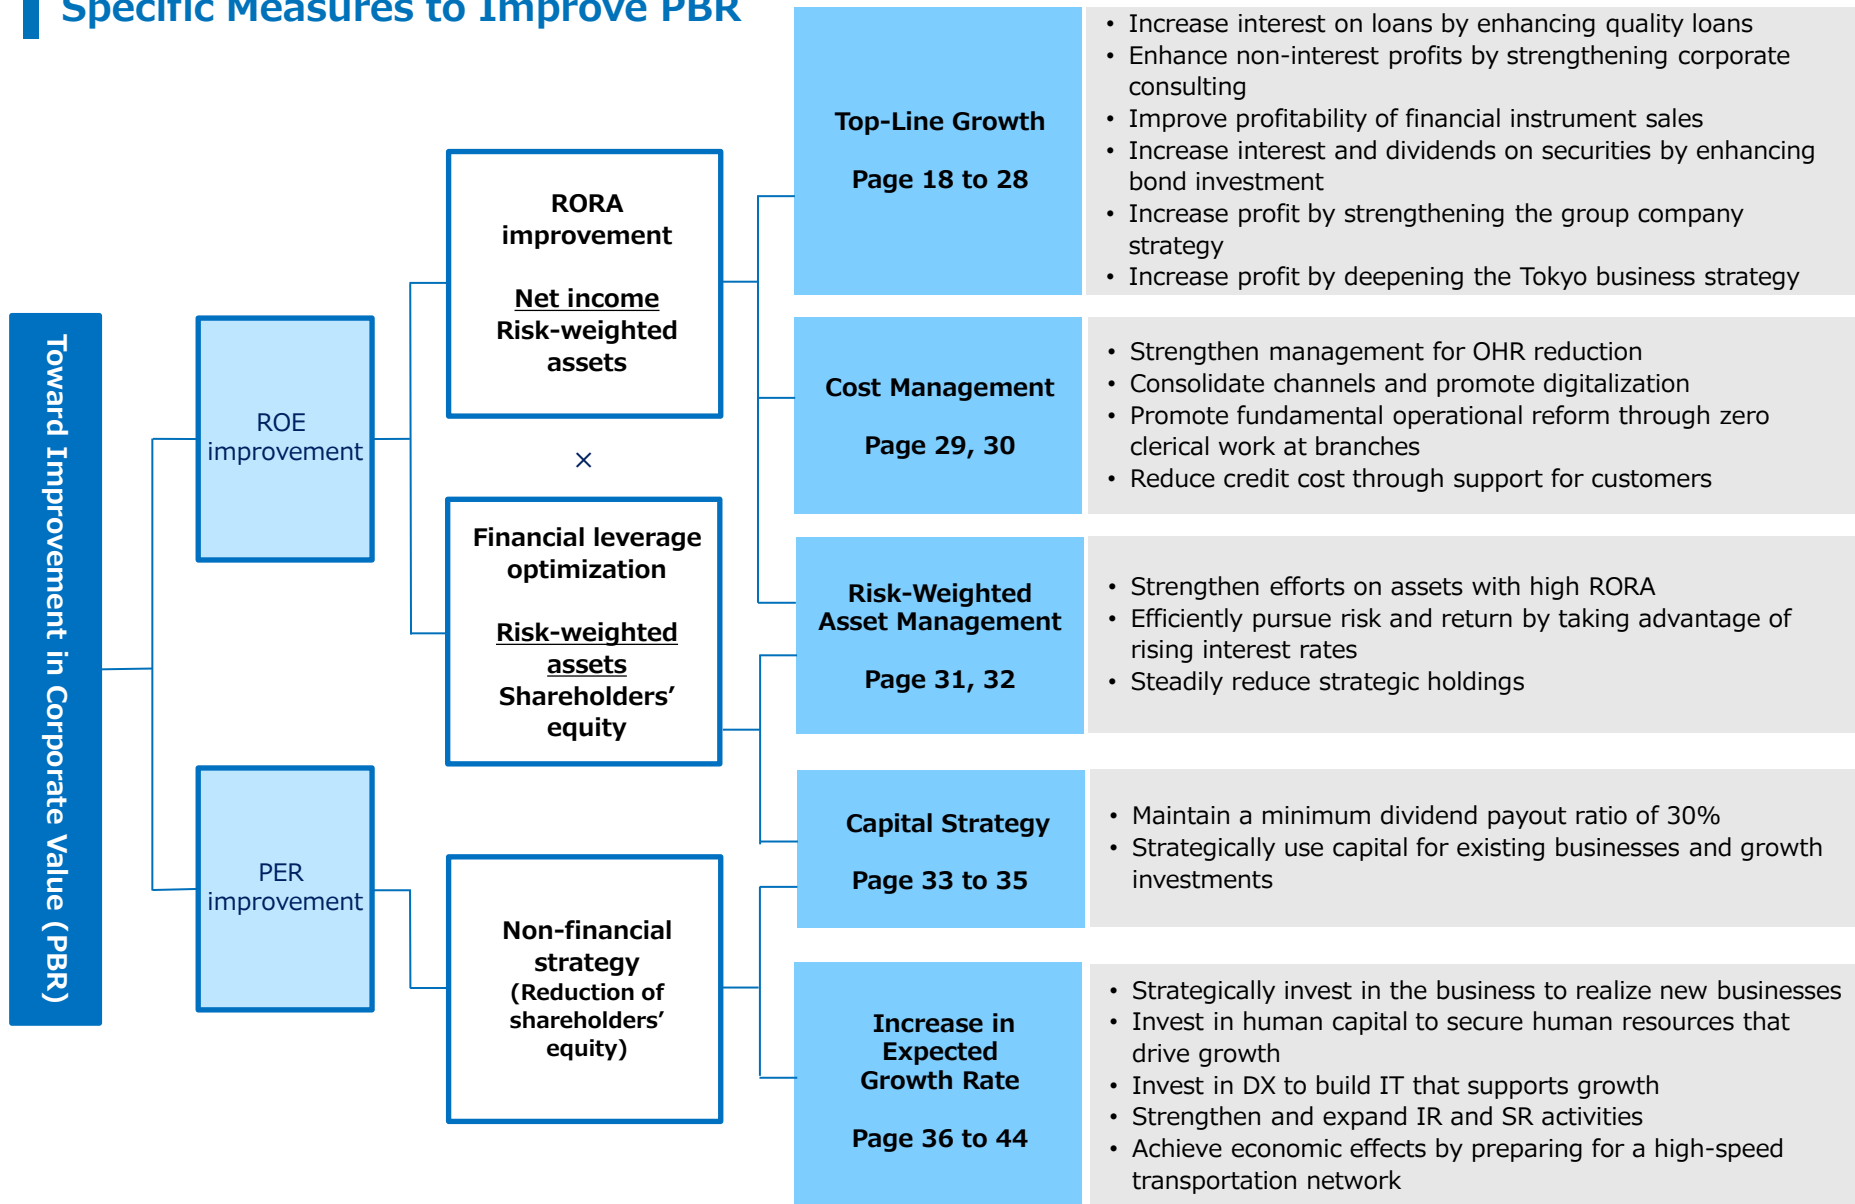 Specific Measures to Improve PBR
Toward Improvement in Corporate Value (PBR)
ROE
improvement
PER
improvement
RORA
improvement
Net income
Risk-weighted
assets
×
Financial leverage
optimization
Risk-weighted
assets
Shareholders’
equity
Non-financial
strategy
(Reduction of
shareholders’
equity)
Top-Line Growth
Page 18 to 28
• Increase interest on loans by enhancing quality loans
• Enhance non-interest profits by strengthening corporate
consulting
• Improve profitability of financial instrument sales
• Increase interest and dividends on securities by enhancing
bond investment
• Increase profit by strengthening the group company
strategy
• Increase profit by deepening the Tokyo business strategy
Cost Management
Page 29, 30
• Strengthen management for OHR reduction
• Consolidate channels and promote digitalization
• Promote fundamental operational reform through zero
clerical work at branches
• Reduce credit cost through support for customers
Risk-Weighted
Asset Management
Page 31, 32
• Strengthen efforts on assets with high RORA
• Efficiently pursue risk and return by taking advantage of
rising interest rates
• Steadily reduce strategic holdings
Capital Strategy
Page 33 to 35
• Maintain a minimum dividend payout ratio of 30%
• Strategically use capital for existing businesses and growth
investments
Increase in
Expected
Growth Rate
Page 36 to 44
• Strategically invest in the business to realize new businesses
• Invest in human capital to secure human resources that
drive growth
• Invest in DX to build IT that supports growth
• Strengthen and expand IR and SR activities
• Achieve economic effects by preparing for a high-speed
transportation network